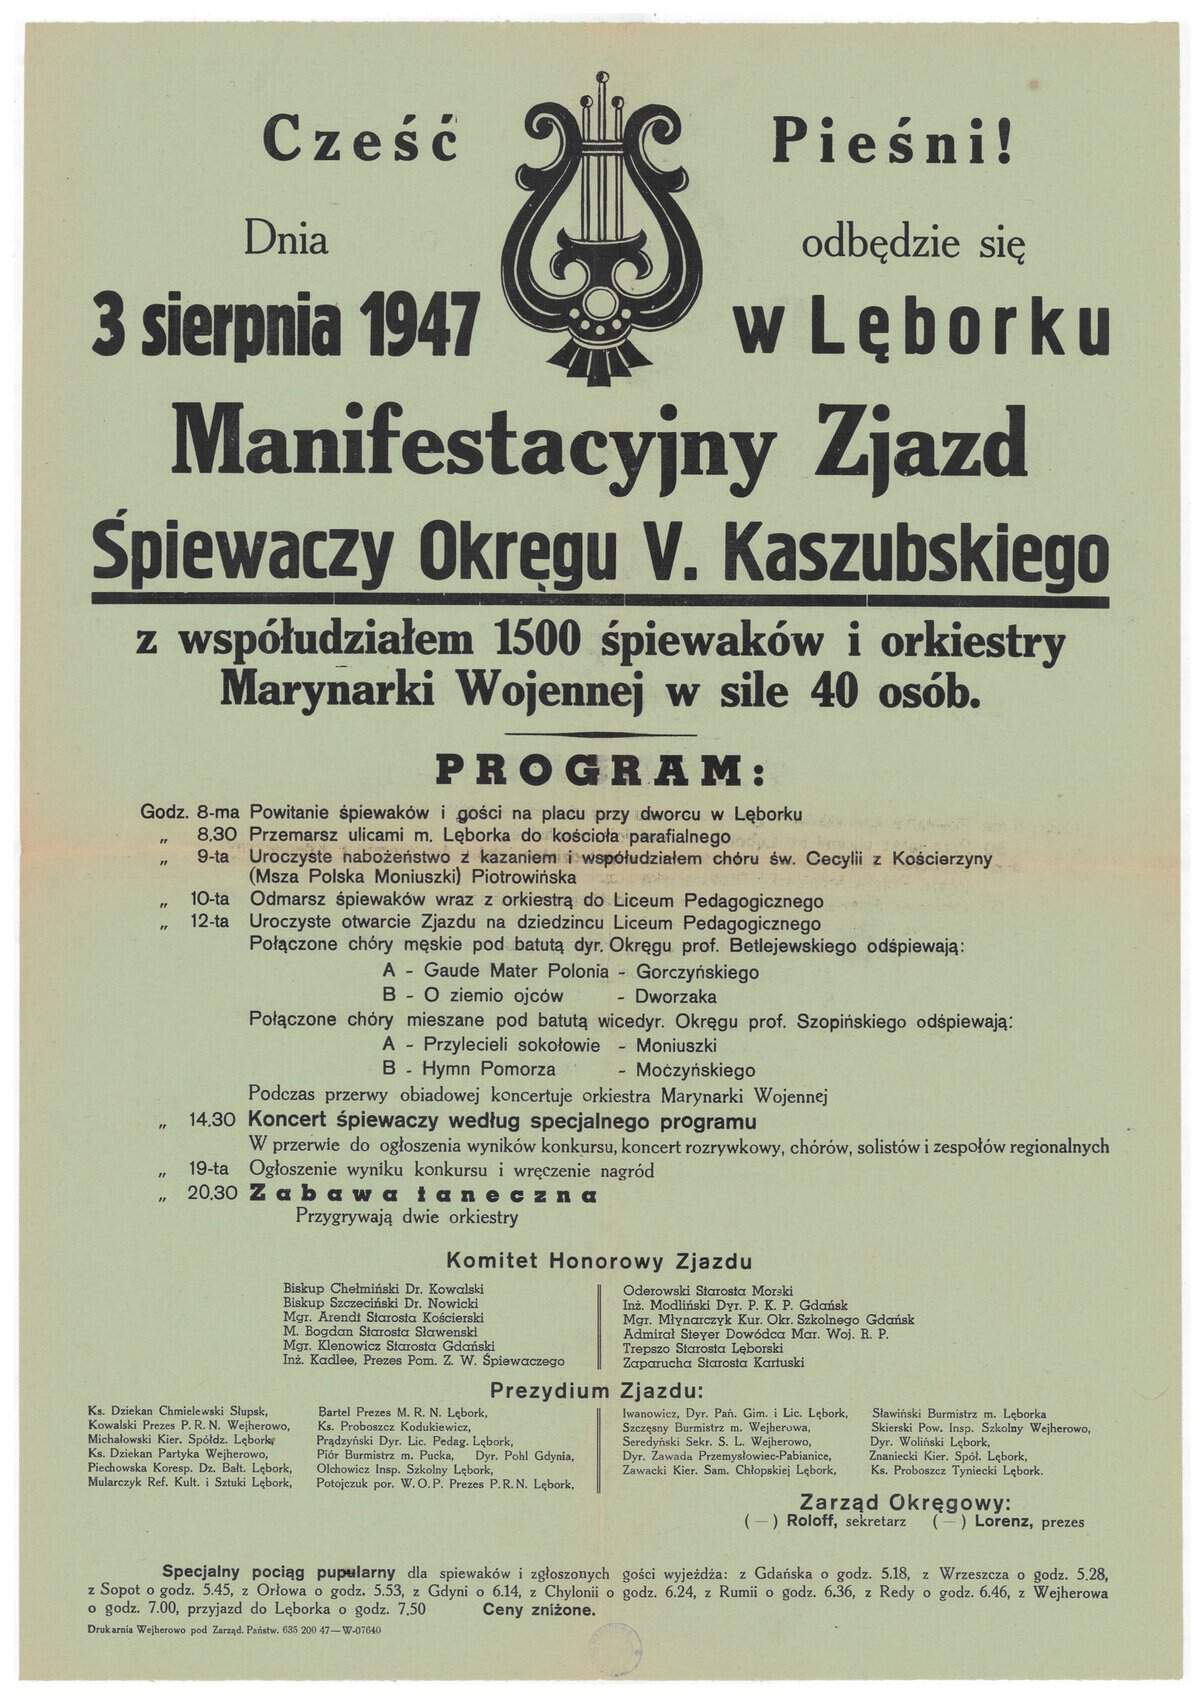 Cześć Pieśni!
Dnia odbędzie się
3 sierpnia 1947 w Lęborku
Manifestacyjny Zjazd
Śpiewaczy Okręgu V. Kaszubskiego
z współudziałem 1500 śpiewaków i orkiestry
Marynarki Wojennej w sile 40 osób.
PROGRAM:
Godz. 8-ma Powitanie śpiewaków i gości na placu przy dworcu w Lęborku
„ 8,30 Przemarsz ulicami m. Lęborka do kościoła parafialnego
„ 9-ta Uroczyste nabożeństwo z kazaniem i współudziałem chóru św. Cecylii z Kościerzyny
(Msza Polska Moniuszki) Piotrowińska
„ 10-ta Odmarsz śpiewaków wraz z orkiestrą do Liceum Pedagogicznego
„ 12-ta Uroczyste otwarcie Zjazdu na dziedzincu Liceum Pedagogicznego
Połączone chóry męskie pod batutą dyr. Okręgu prof. Betlejewskiego odśpiewają:
A - Gaude Mater Polonia - Gorczyńskiego
B - O ziemio ojców - Dworzaka
Połączone chóry mieszane pod batutą wicedyr. Okręgu prof. Szopińskiego odśpiewają:
A - Przylecieli sokołowie - Moniuszki
B - Hymn Pomorza - Moćzyńskiego
Podczas przerwy obiadowej koncertuje orkiestra Marynarki Wojennej
„ 14.30 Koncert śpiewaczy według specjalnego programu
W przerwie do ogłoszenia wyników konkursu, koncert rozrywkowy, chórów, solistów i zespołów regionalnych
„ 19-ta Ogłoszenie wyniku konkursu i wręczenie nagród
„ 20,30 Zabawa taneczna
Przygrywają dwie orkiestry
Komitet Honorowy Zjazdu
Biskup Chełmiński Dr. Kowalski
Biskup Szczeciński Dr. Nowicki
Mgr. Arendt Starosta Kościerski
M. Bogdan Starosta Sławenski
Mgr. Klenowicz Starosta Gdański
Inż. Kadlee, Prezes Pom. Z. W. Śpiewaczego
Oderowski Starosta Morski
Inż. Modliński Dyr. P. K. P. Gdańsk
Mgr. Młynarczyk Kur. Okr. Szkolnego Gdańsk
Admirał Steyer Dowódca Mar. Woj. R. P.
Trepszo Starosta Lęborski
Zaparucha Starosta Kartuski
Prezydium Zjazdu:
Ks. Dziekan Chmielewski Słupsk,
Kowalski Prezes P. R. N. Wejherowo,
Michałowski Kier. Spółdz. Lębork,
Ks. Dziekan Partyka Wejherowo,
Piechowska Koresp. Dz. Bałt. Lębork,
Mularczyk Ref. Kult. i Sztuki Lębork,
Bartel Prezes M. R. N. Lębork,
Ks. Proboszcz Kodukiewicz,
Prądzyński Dyr. Lic. Pedag. Lębork,
Piór Burmistrz m. Pucka, Dyr. Pohl Gdynia,
Olchowicz Insp. Szkolny Lębork,
Potojczuk por. W. O. P. Prezes P. R. N. Lębork,
Iwanowicz, Dyr. Pań. Gim. i Lic. Lębork,
Szczęsny Burmistrz m. Wejherowa,
Seredyński Sekr. S. L. Wejherowo,
Dyr. Zawada Przemysłowiec-Pabianice,
Zawacki Kier. Sam. Chłopskiej Lębork,
Sławiński Burmistrz m. Lęborka
Skierski Pow. Insp. Szkolny Wejherowo,
Dyr. Woliński Lębork,
Znaniecki Kier. Spół. Lębork,
Ks. Proboszcz Tyniecki Lębork.
Zarząd Okręgowy:
(—) Roloff, sekretarz (—) Lorenz, prezes
Specjalny pociąg pupularny dla spiewaków i zgłoszonych gości wyjeżdża: z Gdańska o godz. 5.18, z Wrzeszcza o godz. 5.28,
z Sopot o godz. 5.45, z Orłowa o godz. 5.53, z Gdyni o 6.14, z Chylonii o godz. 6.24, z Rumii o godz. 6.36, z Redy o godz. 6.46, z Wejherowa
o godz. 7.00, przyjazd do Lęborka o godz. 7,50 Ceny zniżone.
Drukarnia Wejherowo pod Zarząd. Państw. 635 200 47—W-07640